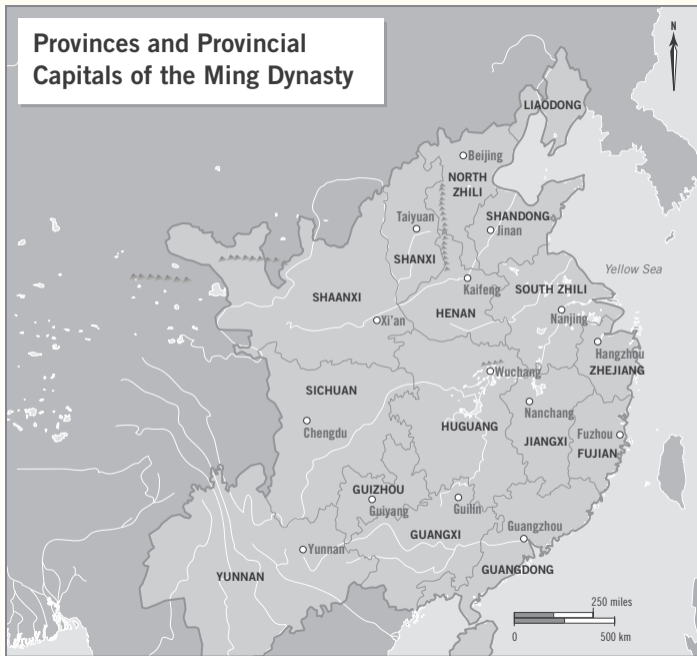 Provinces and Provincial
Capitals of the Ming Dynasty
N
LIAODONG
Beijing
NORTH
ZHILI
Taiyuan
SHANDONG
Jinan
SHANXI
Yellow Sea
Kaifeng
SOUTH ZHILI
SHAANXI
HENAN
Nanjing
Xi'an
Hangzhou
ZHEJIANG
Wuchang
SICHUAN
Nanchang
Chengdu
HUGUANG
JIANGXI
Fuzhou
FUJIAN
GUIZHOU
Guiyang
Guilin
Guangzhou
GUANGXI
Yunnan
GUANGDONG
YUNNAN
250 miles
0
500 km